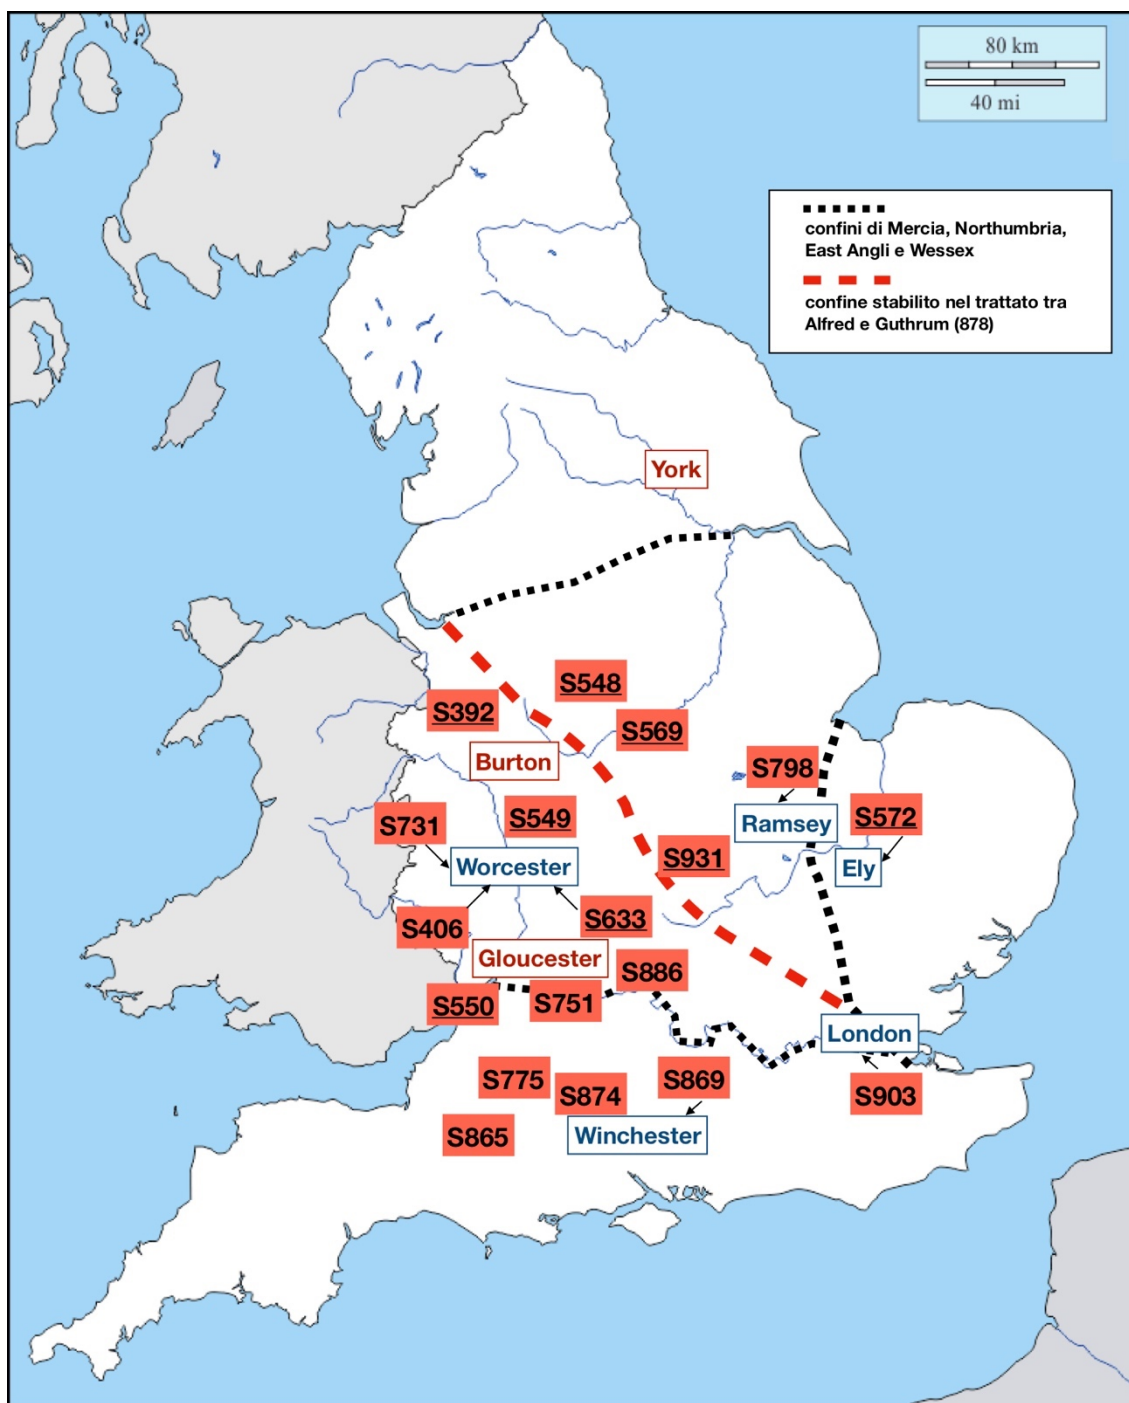 80 km
40 mi
confini di Mercia, Northumbria,
East Angli e Wessex
confine stabilito nel trattato tra
Alfred e Guthrum (878)
York
S548
S392
S569
Burton
S798
S731
S549
Ramsey
S572
S931
Worcester
Ely
S406
S633
Gloucester
S886
S550
S751
London
S775
S874
S869
S903
S865
Winchester